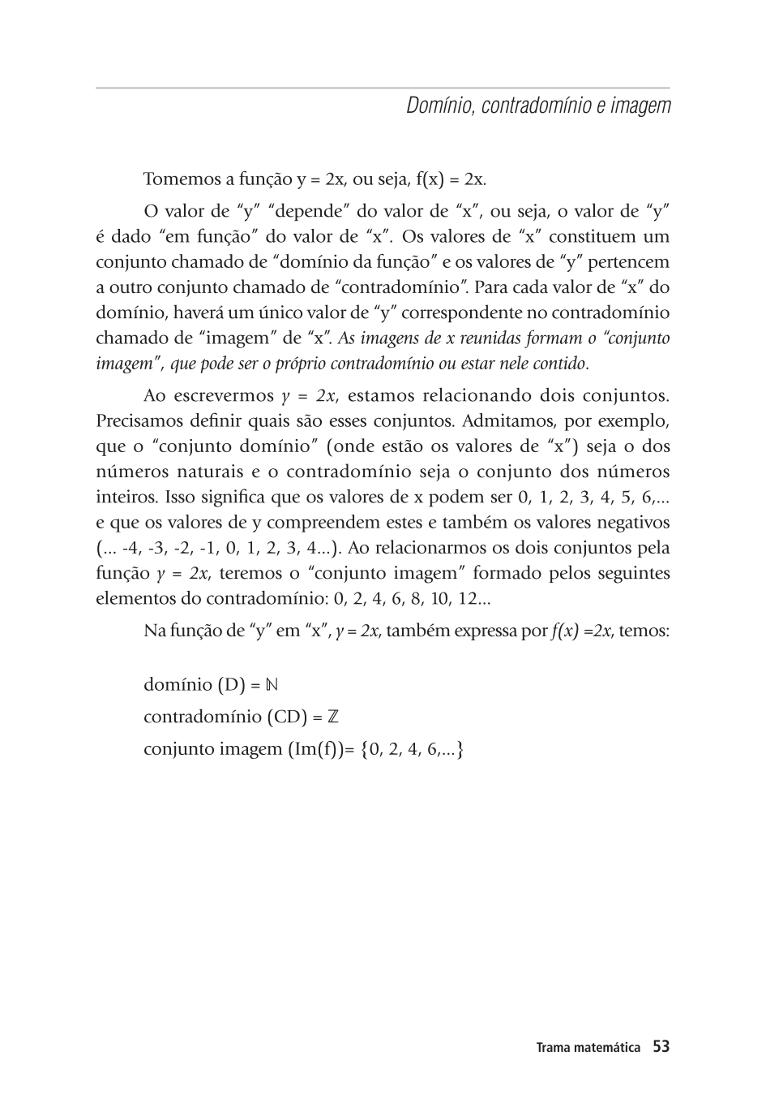 Domínio, contradomínio e imagem
Tomemos a função y = 2x, ou seja, f(x) = 2x.
O valor de “y” “depende” do valor de “x”, ou seja, o valor de “y”
é dado “em função” do valor de “x”. Os valores de “x” constituem um
conjunto chamado de “domínio da função” e os valores de “y” pertencem
a outro conjunto chamado de “contradomínio”. Para cada valor de “x” do
domínio, haverá um único valor de “y” correspondente no contradomínio
chamado de “imagem” de “x”. As imagens de x reunidas formam o “conjunto
imagem”, que pode ser o próprio contradomínio ou estar nele contido.
Ao escrevermos y = 2x, estamos relacionando dois conjuntos.
Precisamos definir quais são esses conjuntos. Admitamos, por exemplo,
que o “conjunto domínio” (onde estão os valores de “x”) seja o dos
números naturais e o contradomínio seja o conjunto dos números
inteiros. Isso significa que os valores de x podem ser 0, 1, 2, 3, 4, 5, 6,...
e que os valores de y compreendem estes e também os valores negativos
(... -4, -3, -2, -1, 0, 1, 2, 3, 4...). Ao relacionarmos os dois conjuntos pela
função y = 2x, teremos o “conjunto imagem” formado pelos seguintes
elementos do contradomínio: 0, 2, 4, 6, 8, 10, 12...
Na função de “y” em “x”, y = 2x, também expressa por f(x) =2x, temos:
domínio (D) = ℕ
contradomínio (CD) = ℤ
conjunto imagem (Im(f))= {0, 2, 4, 6,...}
Trama matemática 53